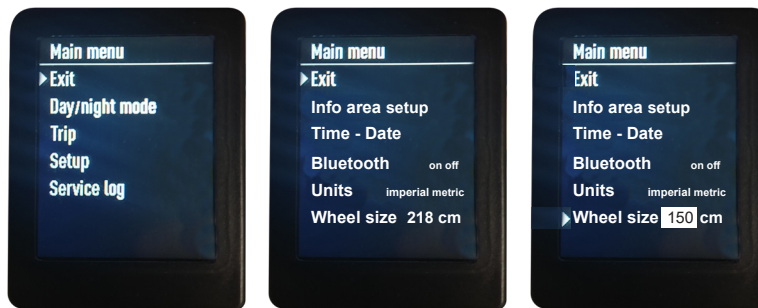 Main menu
Exit
Day/night mode
Trip
Setup
Service log
Main menu
Exit
Info area setup
Time - Date
Bluetooth on off
Units imperial metric
Wheel size 218 cm
Main menu
Exit
Info area setup
Time - Date
Bluetooth on off
Units imperial metric
Wheel size 150 cm